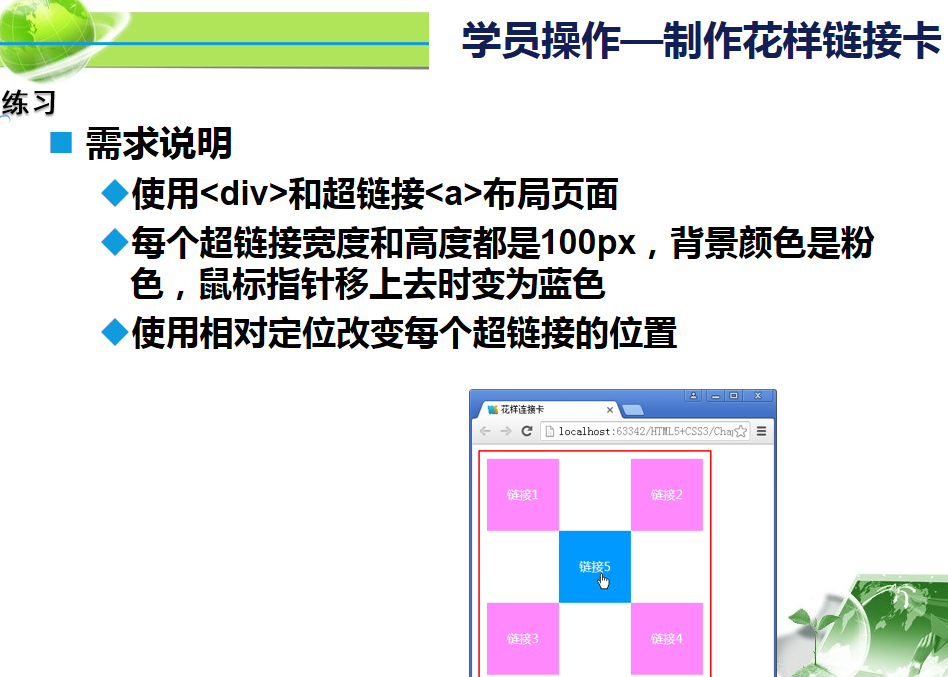 学员操作—制作花样链接卡
练习
需求说明
使用<div>和超链接<a>布局页面
每个超链接宽度和高度都是100px，背景颜色是粉
色，鼠标指针移上去时变为蓝色
使用相对定位改变每个超链接的位置
花样连接卡
localhost:63342/HTML5+CSS3/Chap
链接1 链接2
链接5
链接3 链接4